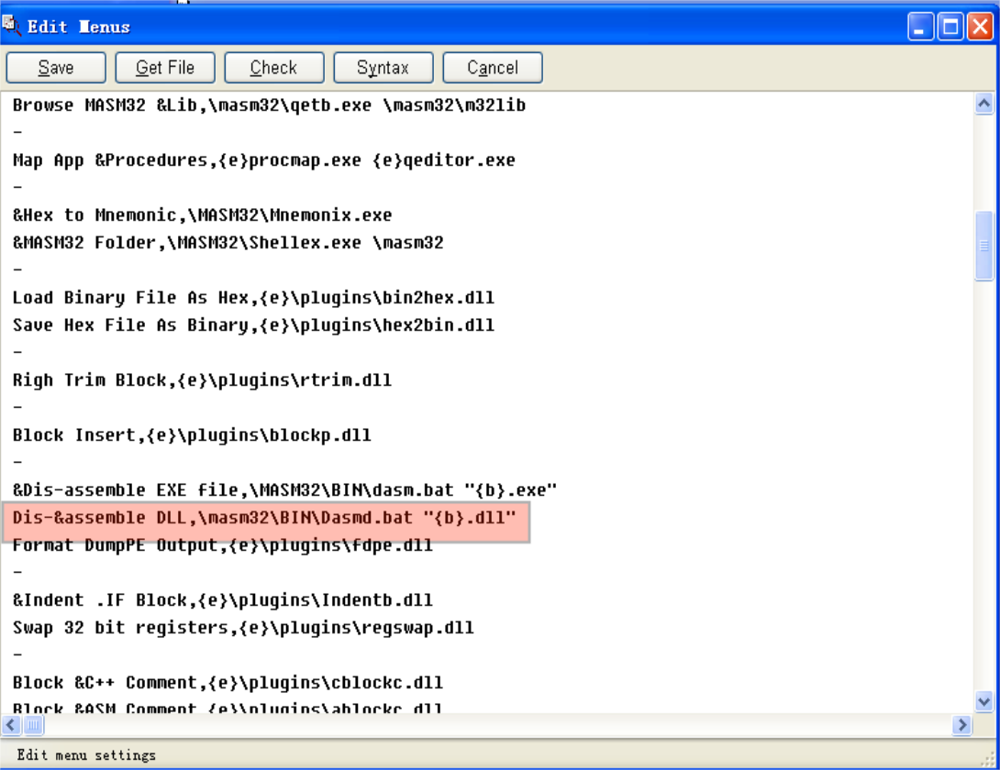 Edit Menus
Save Get File Check Syntax Cancel
Browse MASM32 &Lib,\masm32\qetb.exe \masm32\m32lib
-
Map App &Procedures,{e}procmap.exe {e}qeditor.exe
-
&Hex to Mnemonic,\MASM32\Mnemonix.exe
&MASM32 Folder,\MASM32\Shellex.exe \masm32
-
Load Binary File As Hex,{e}\plugins\bin2hex.dll
Save Hex File As Binary,{e}\plugins\hex2bin.dll
-
Righ Trim Block,{e}\plugins\rtrim.dll
-
Block Insert,{e}\plugins\blockp.dll
-
&Dis-assemble EXE file,\MASM32\BIN\dasm.bat "{b}.exe"
Dis-&assemble DLL,\masm32\BIN\Dasmd.bat "{b}.dll"
Format DumpPE Output,{e}\plugins\fdpe.dll
-
&Indent .IF Block,{e}\plugins\Indentb.dll
Swap 32 bit registers,{e}\plugins\regswap.dll
-
Block &C++ Comment,{e}\plugins\cblockc.dll
Block &ASM Comment,{e}\plugins\ablockc.dll
Edit menu settings